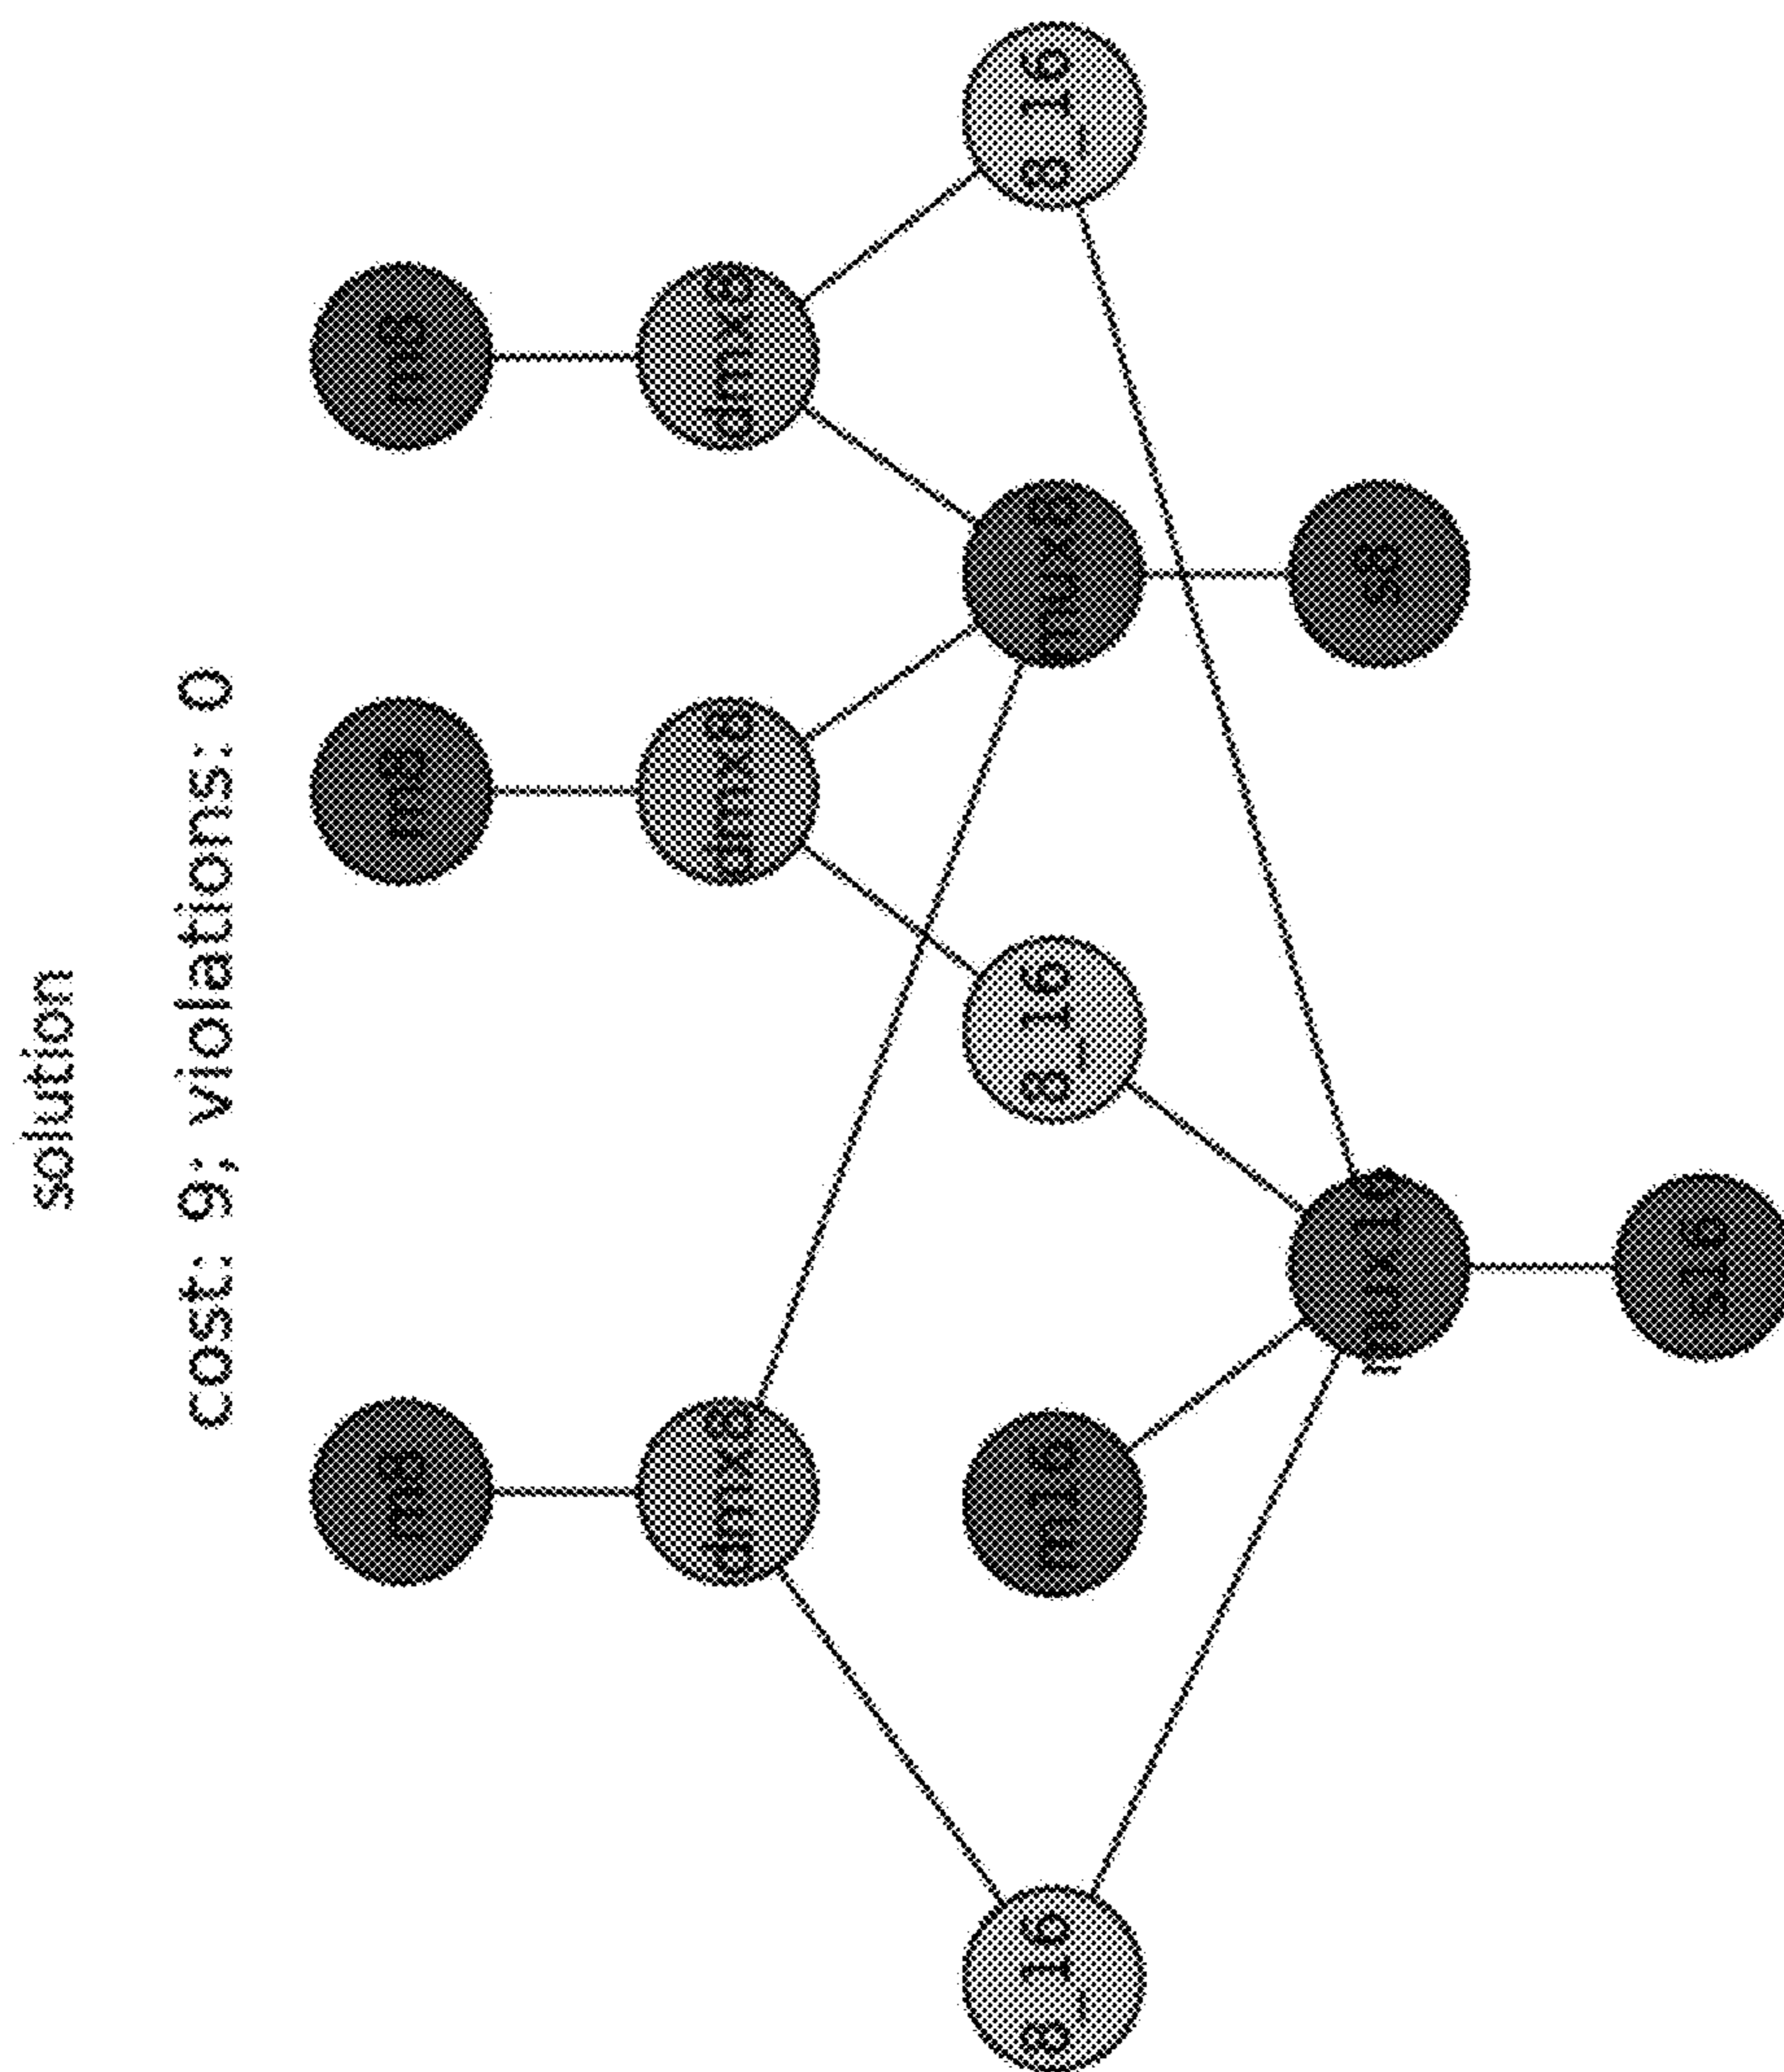 solution
cost: 9; violations: 0
m8
m8
m8
dmx8
dmx8
dmx8
8_16
m16
8_16
mux8
8_16
mux16
s8
s16